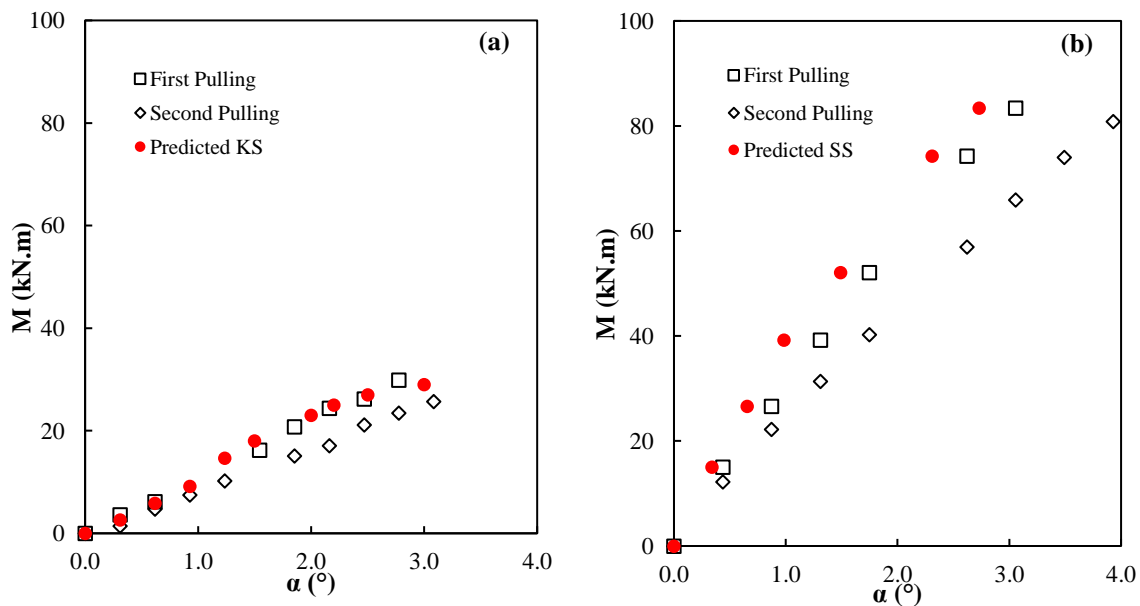 (a)
First Pulling
Second Pulling
Predicted KS
M (kN.m)
100
80
60
40
20
0
0.0 1.0 2.0 3.0 4.0
α (°)
(b)
First Pulling
Second Pulling
Predicted SS
M (kN.m)
100
80
60
40
20
0
0.0 1.0 2.0 3.0 4.0
α (°)